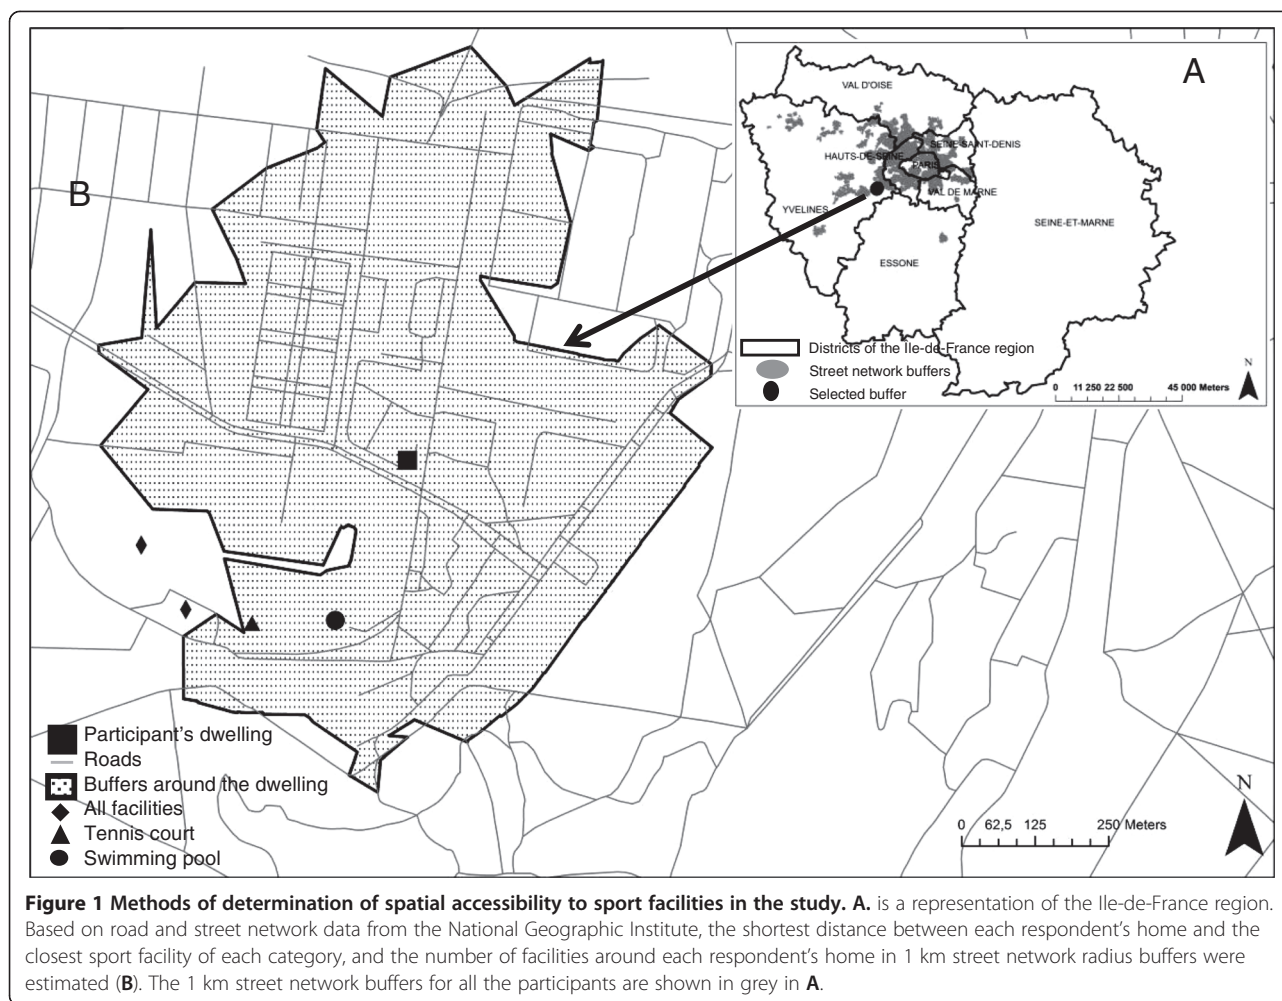 A
VAL D'OISE
SEINE-SAINT-DENIS
HAUTS-DE-SEINE
PARIS
VAL DE MARNE
YVELINES
SEINE-ET-MARNE
ESSONE
Districts of the Ile-de-France region
Street network buffers
Selected buffer
N
0 11 250 22 500 45 000 Meters
B
Participant's dwelling
Roads
Buffers around the dwelling
All facilities
Tennis court
Swimming pool
N
0 62,5 125 250 Meters
Figure 1 Methods of determination of spatial accessibility to sport facilities in the study. A. is a representation of the Ile-de-France region.
Based on road and street network data from the National Geographic Institute, the shortest distance between each respondent's home and the
closest sport facility of each category, and the number of facilities around each respondent's home in 1 km street network radius buffers were
estimated (B). The 1 km street network buffers for all the participants are shown in grey in A.